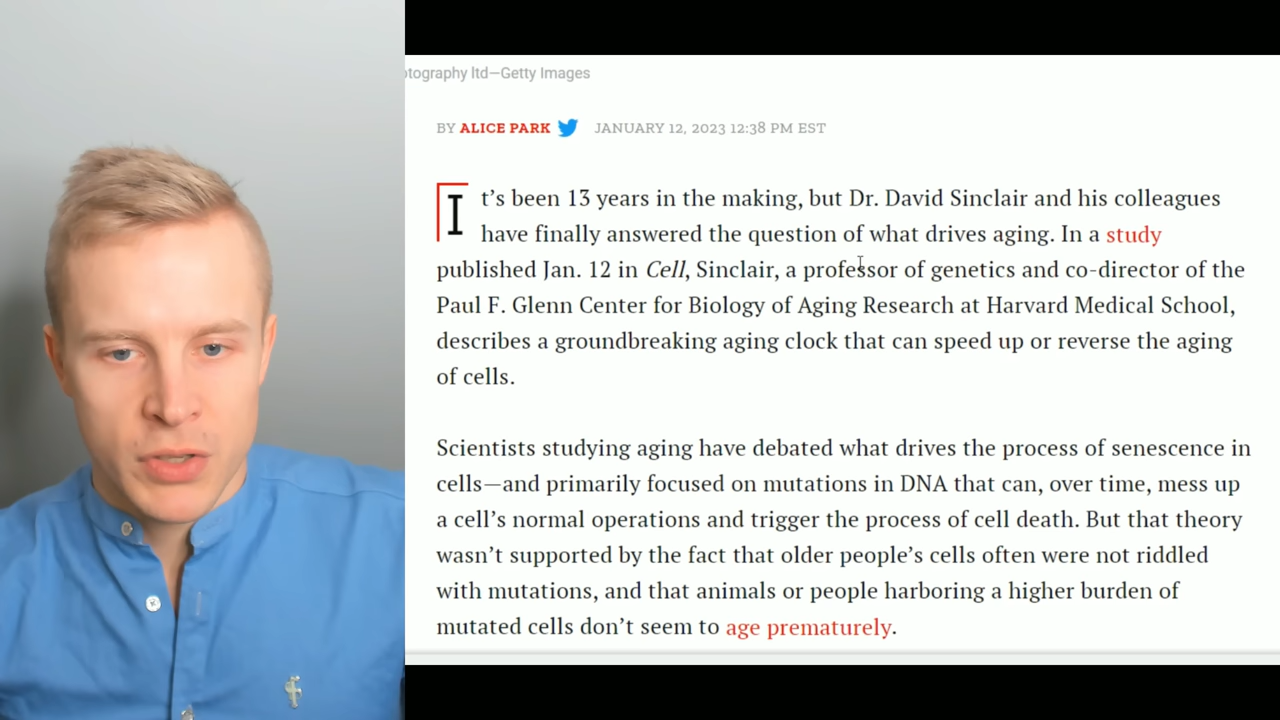 tography ltd—Getty Images
BY ALICE PARK JANUARY 12, 2023 12:38 PM EST
It’s been 13 years in the making, but Dr. David Sinclair and his colleagues
have finally answered the question of what drives aging. In a study
published Jan. 12 in Cell, Sinclair, a professor of genetics and co-director of the
Paul F. Glenn Center for Biology of Aging Research at Harvard Medical School,
describes a groundbreaking aging clock that can speed up or reverse the aging
of cells.
Scientists studying aging have debated what drives the process of senescence in
cells—and primarily focused on mutations in DNA that can, over time, mess up
a cell’s normal operations and trigger the process of cell death. But that theory
wasn’t supported by the fact that older people’s cells often were not riddled
with mutations, and that animals or people harboring a higher burden of
mutated cells don’t seem to age prematurely.